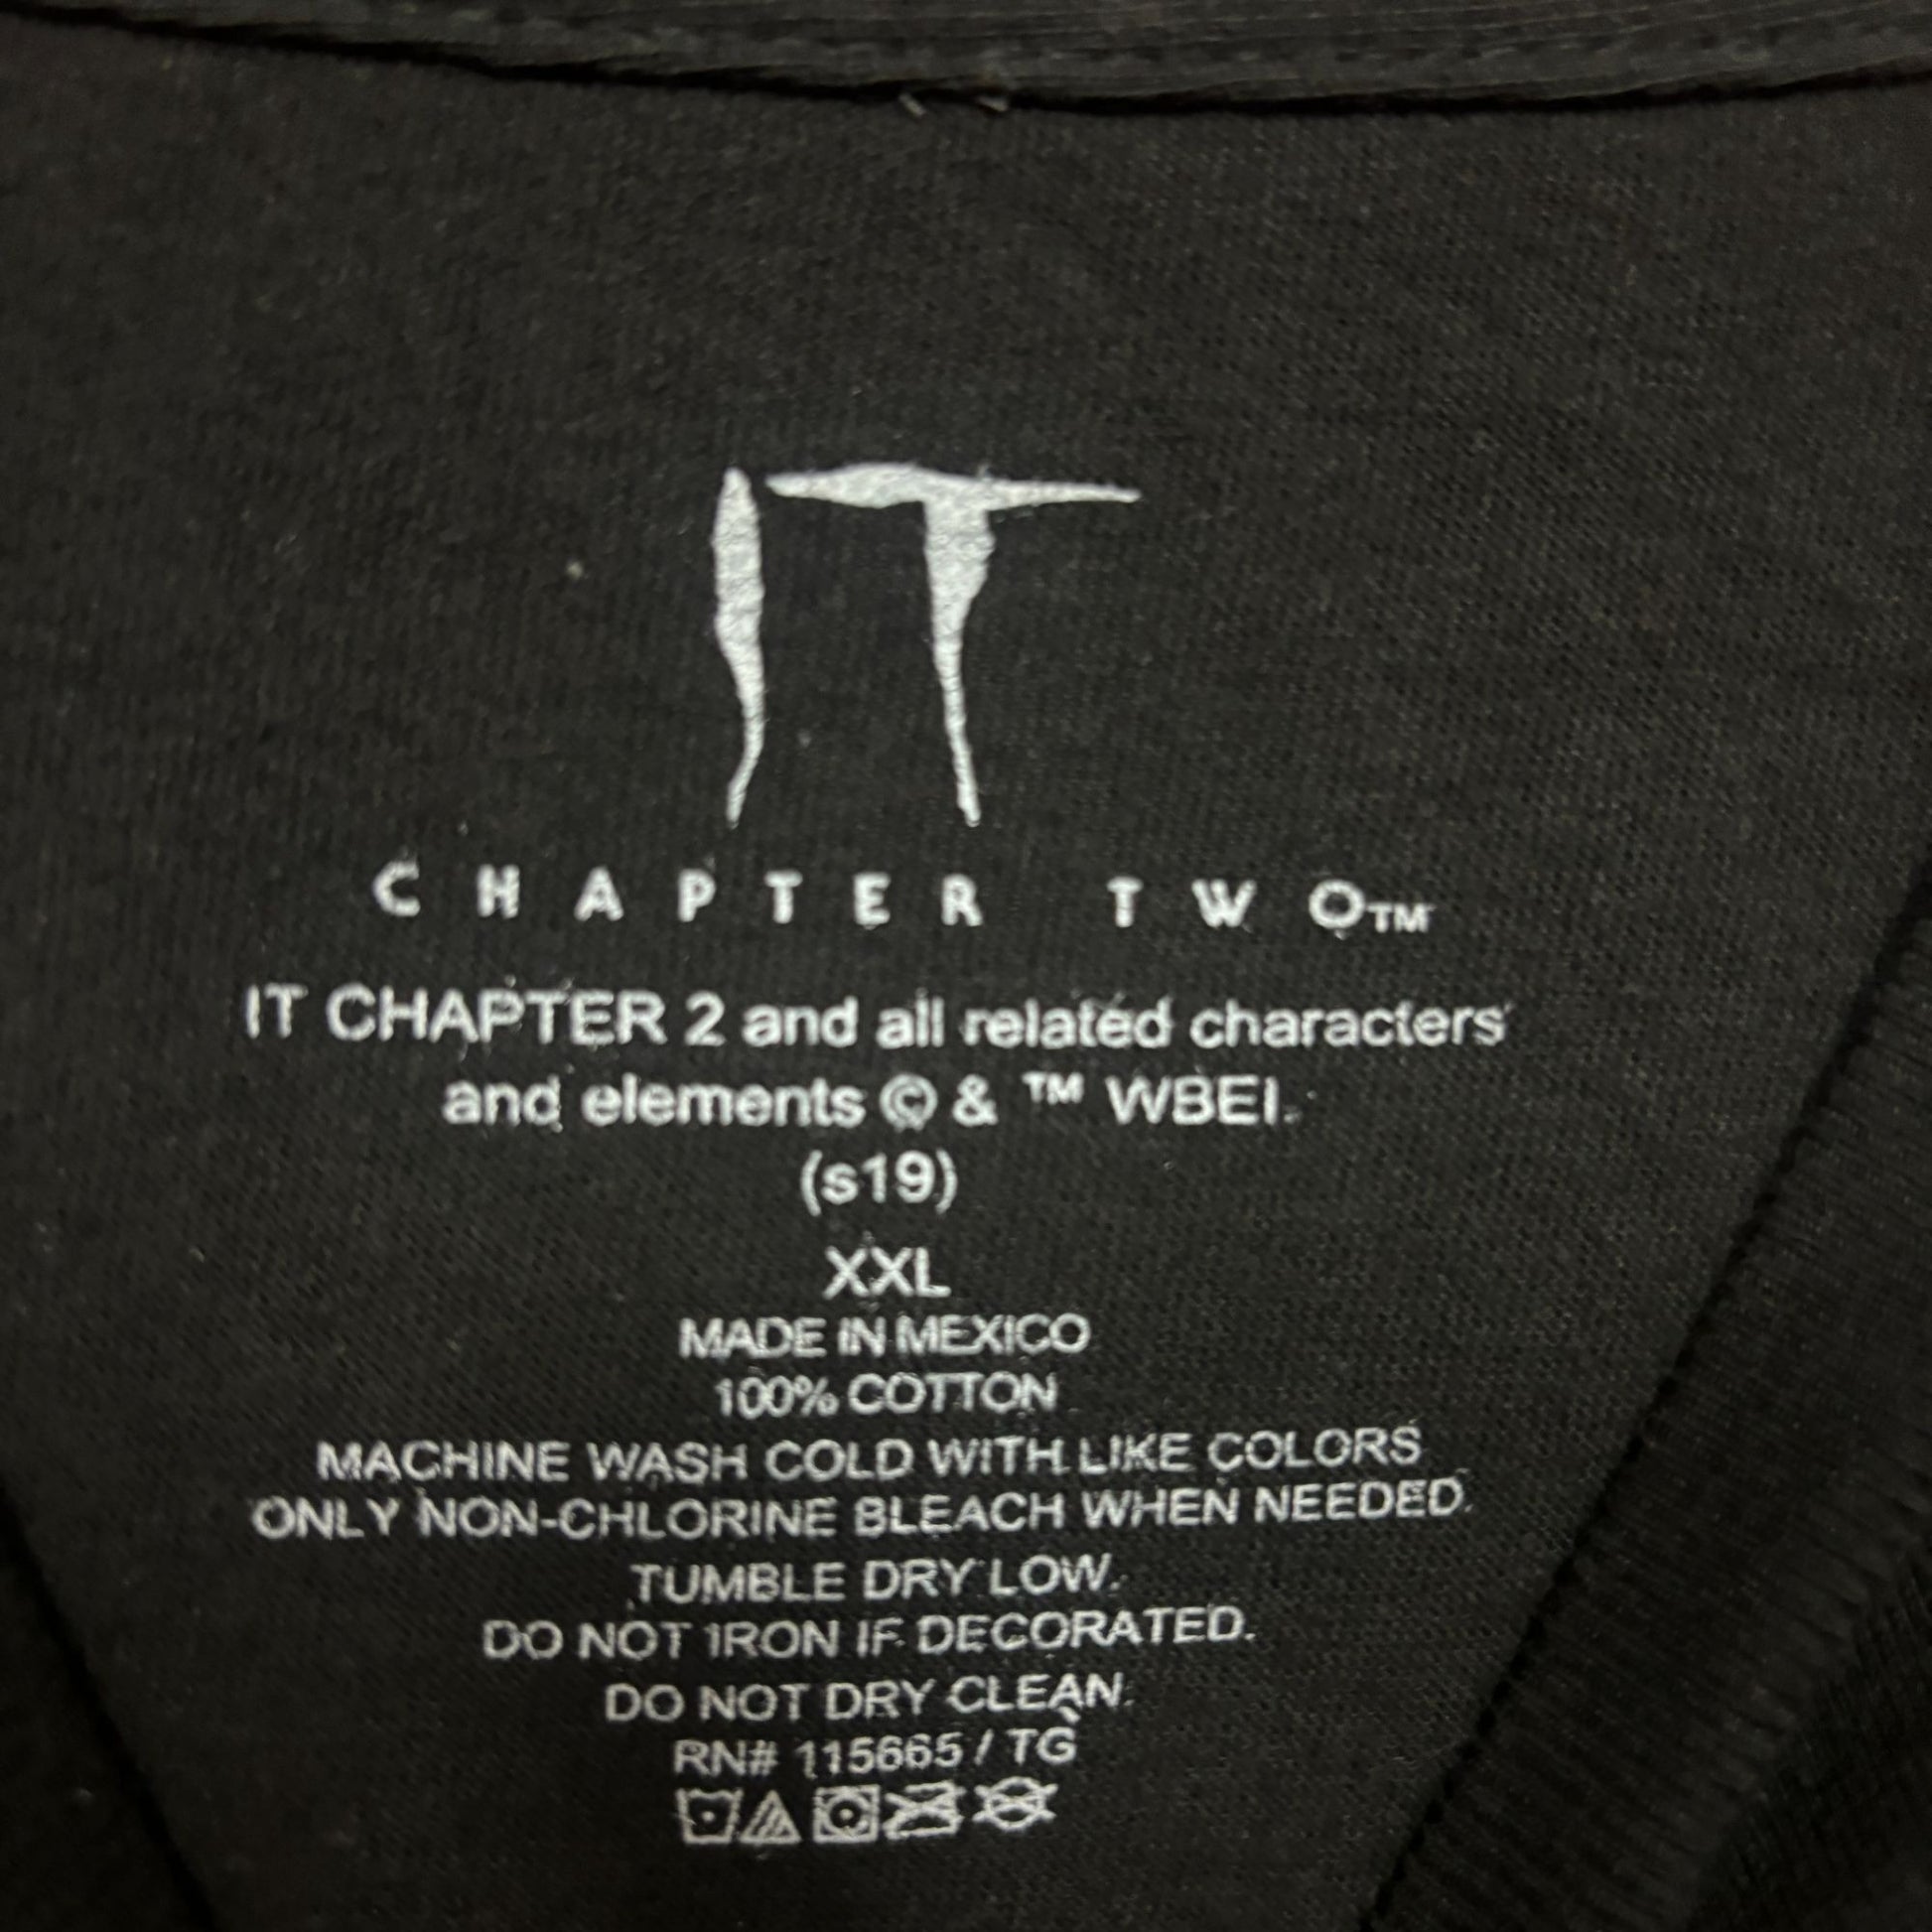 IT
CHAPTER TWO™
IT CHAPTER 2 and all related characters
and elements © & ™ WBEI.
(s19)
XXL
MADE IN MEXICO
100% COTTON
MACHINE WASH COLD WITH LIKE COLORS
ONLY NON-CHLORINE BLEACH WHEN NEEDED.
TUMBLE DRY LOW.
DO NOT IRON IF DECORATED.
DO NOT DRY CLEAN.
RN# 115665 / TG